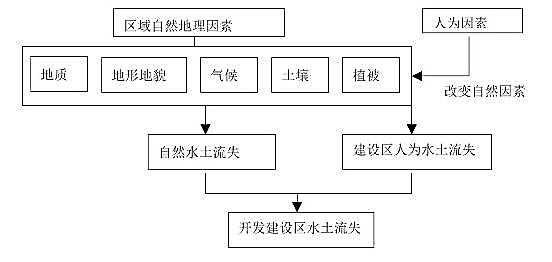 区域自然地理因素
人为因素
地质
地形地貌
气候
土壤
植被
改变自然因素
自然水土流失
建设区人为水土流失
开发建设区水土流失